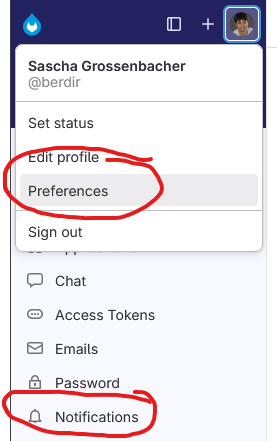 Sascha Grossenbacher
@berdir
Set status
Edit profile
Preferences
Sign out
Chat
Access Tokens
Emails
Password
Notifications